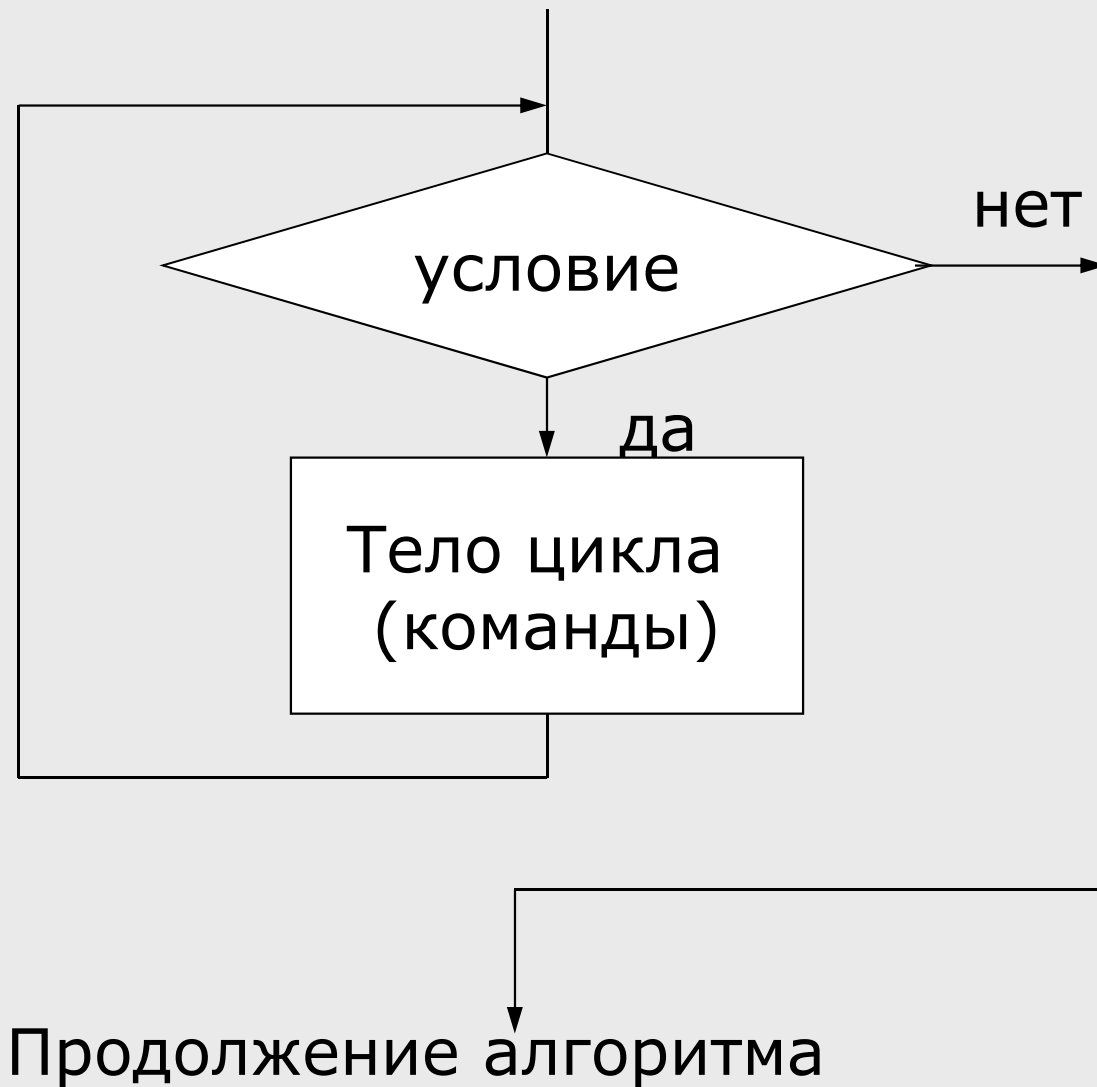 нет
условие
да
Тело цикла
(команды)
Продолжение алгоритма